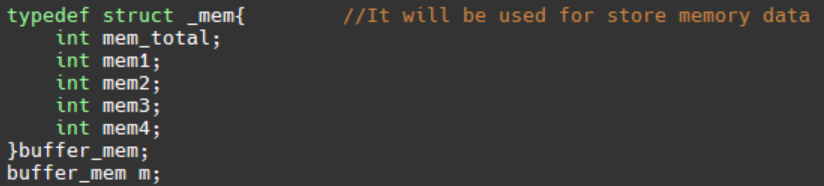 typedef struct _mem{        //It will be used for store memory data
    int mem_total;
    int mem1;
    int mem2;
    int mem3;
    int mem4;
}buffer_mem;
buffer_mem m;